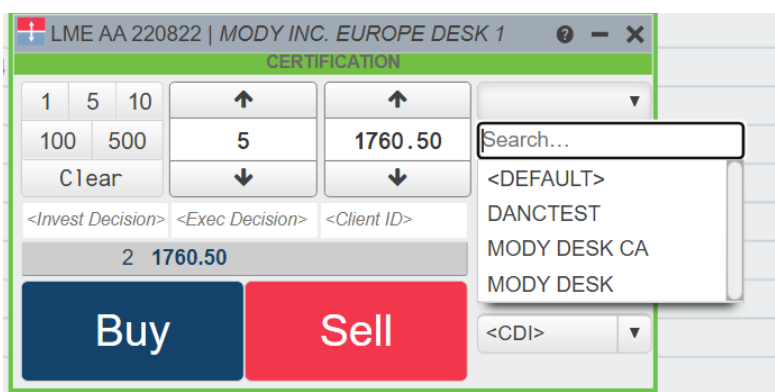 LME AA 220822 | MODY INC. EUROPE DESK 1
CERTIFICATION
1 5 10
100 500
Clear
5
1760.50
Search...
<DEFAULT>
DANCTEST
MODY DESK CA
MODY DESK
<Invest Decision> <Exec Decision> <Client ID>
2 1760.50
Buy
Sell
<CDI>